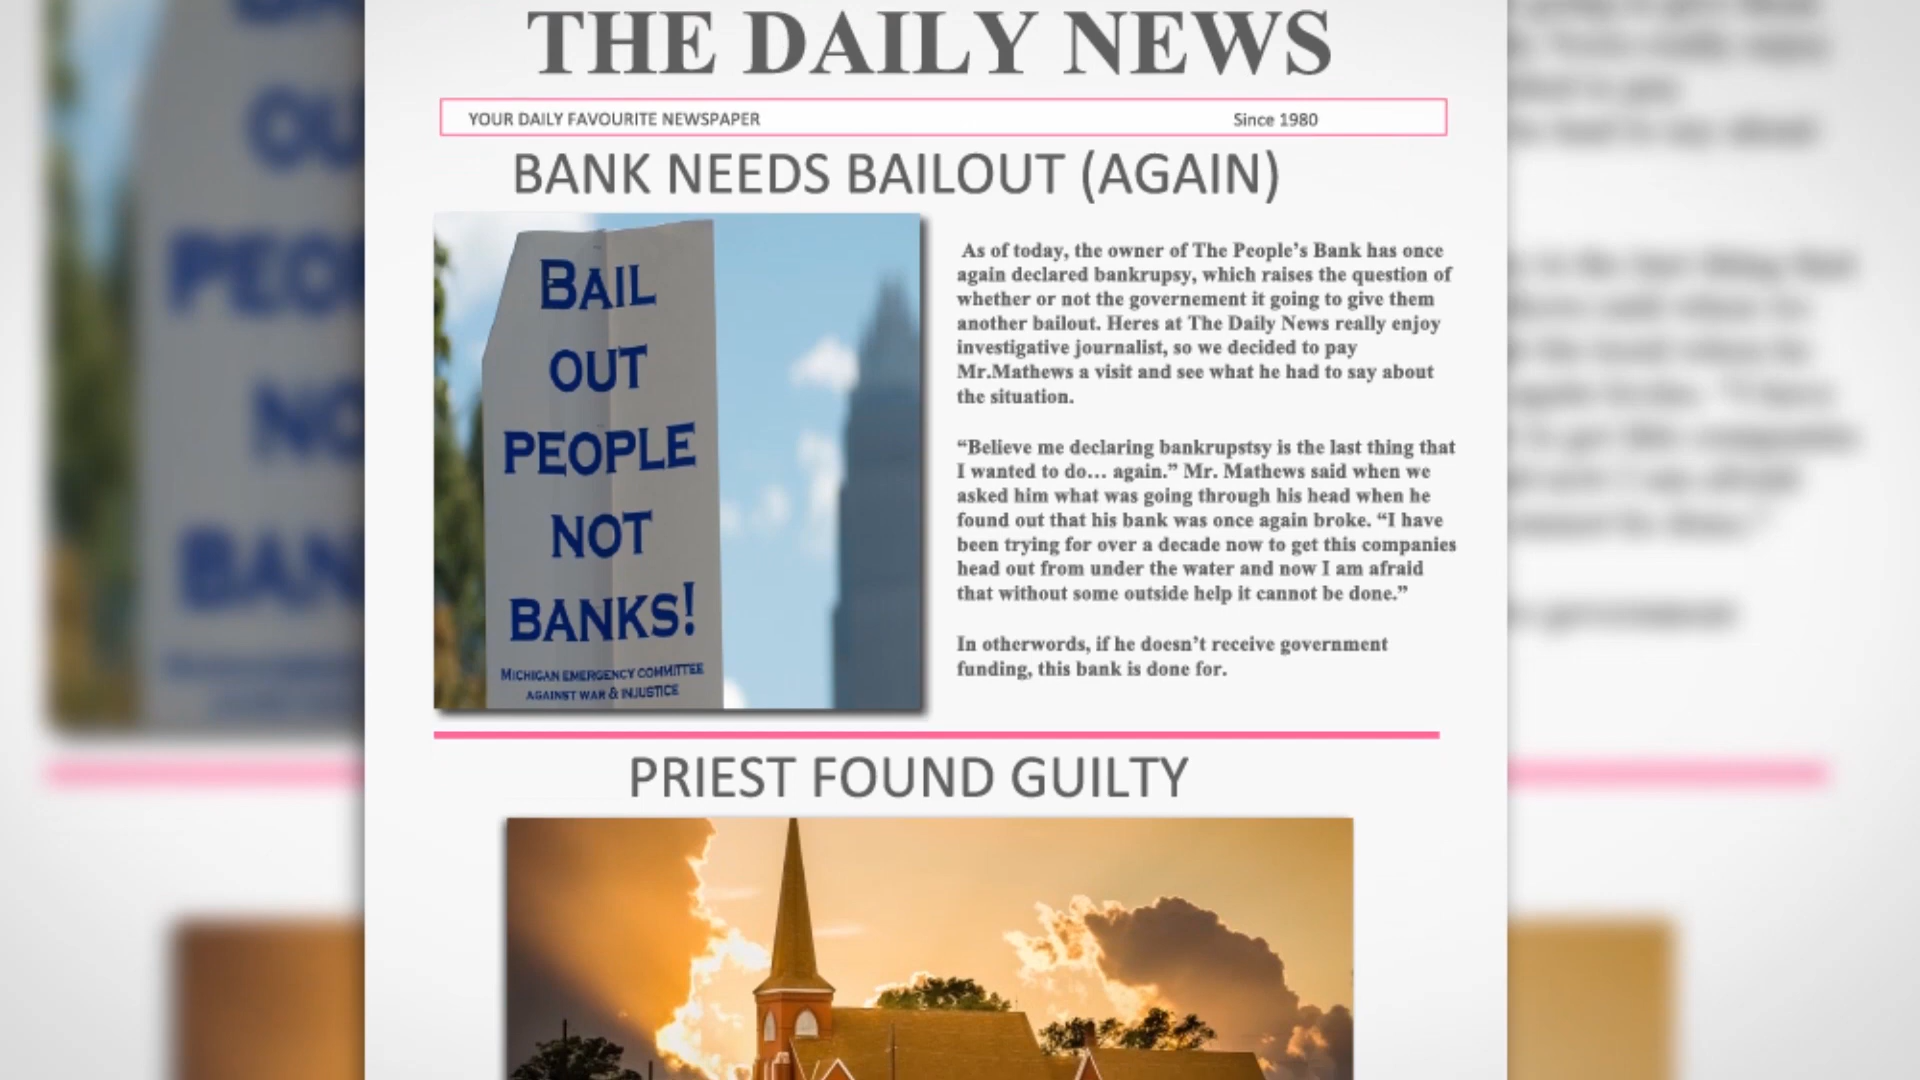 THE DAILY NEWS
YOUR DAILY FAVOURITE NEWSPAPER Since 1980
BANK NEEDS BAILOUT (AGAIN)
BAIL
OUT
PEOPLE
NOT
BANKS!
MICHIGAN EMERGENCY COMMITTEE
AGAINST WAR & INJUSTICE
As of today, the owner of The People's Bank has once
again declared bankrupsy, which raises the question of
whether or not the governement it going to give them
another bailout. Heres at The Daily News really enjoy
investigative journalist, so we decided to pay
Mr.Mathews a visit and see what he had to say about
the situation.
“Believe me declaring bankrupstsy is the last thing that
I wanted to do... again.” Mr. Mathews said when we
asked him what was going through his head when he
found out that his bank was once again broke. “I have
been trying for over a decade now to get this companies
head out from under the water and now I am afraid
that without some outside help it cannot be done.”
In otherwords, if he doesn't receive government
funding, this bank is done for.
PRIEST FOUND GUILTY